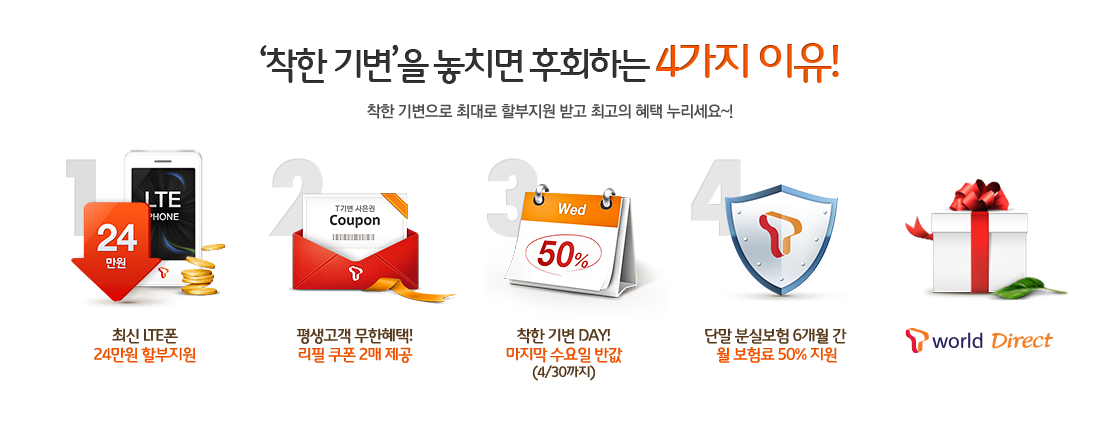 ‘착한 기변’을 놓치면 후회하는 4가지 이유!
착한 기변으로 최대로 할부지원 받고 최고의 혜택 누리세요~!
1
LTE
PHONE
24
만원
최신 LTE폰
24만원 할부지원
2
T기변 사은권
Coupon
평생고객 무한혜택!
리필 쿠폰 2매 제공
3
Wed
50%
착한 기변 DAY!
마지막 수요일 반값
(4/30까지)
4
단말 분실보험 6개월 간
월 보험료 50% 지원
T world Direct